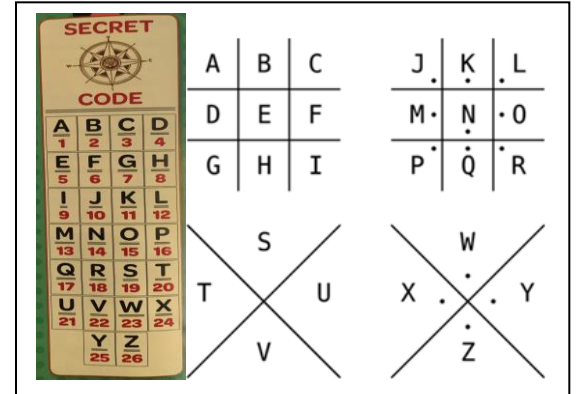 SECRET
CODE
A B C D
1 2 3 4
E F G H
5 6 7 8
I J K L
9 10 11 12
M N O P
13 14 15 16
Q R S T
17 18 19 20
U V W X
21 22 23 24
Y Z
25 26
A B C
D E F
G H I
J K L
M N O
P Q R
S
T U
V
W
X Y
Z